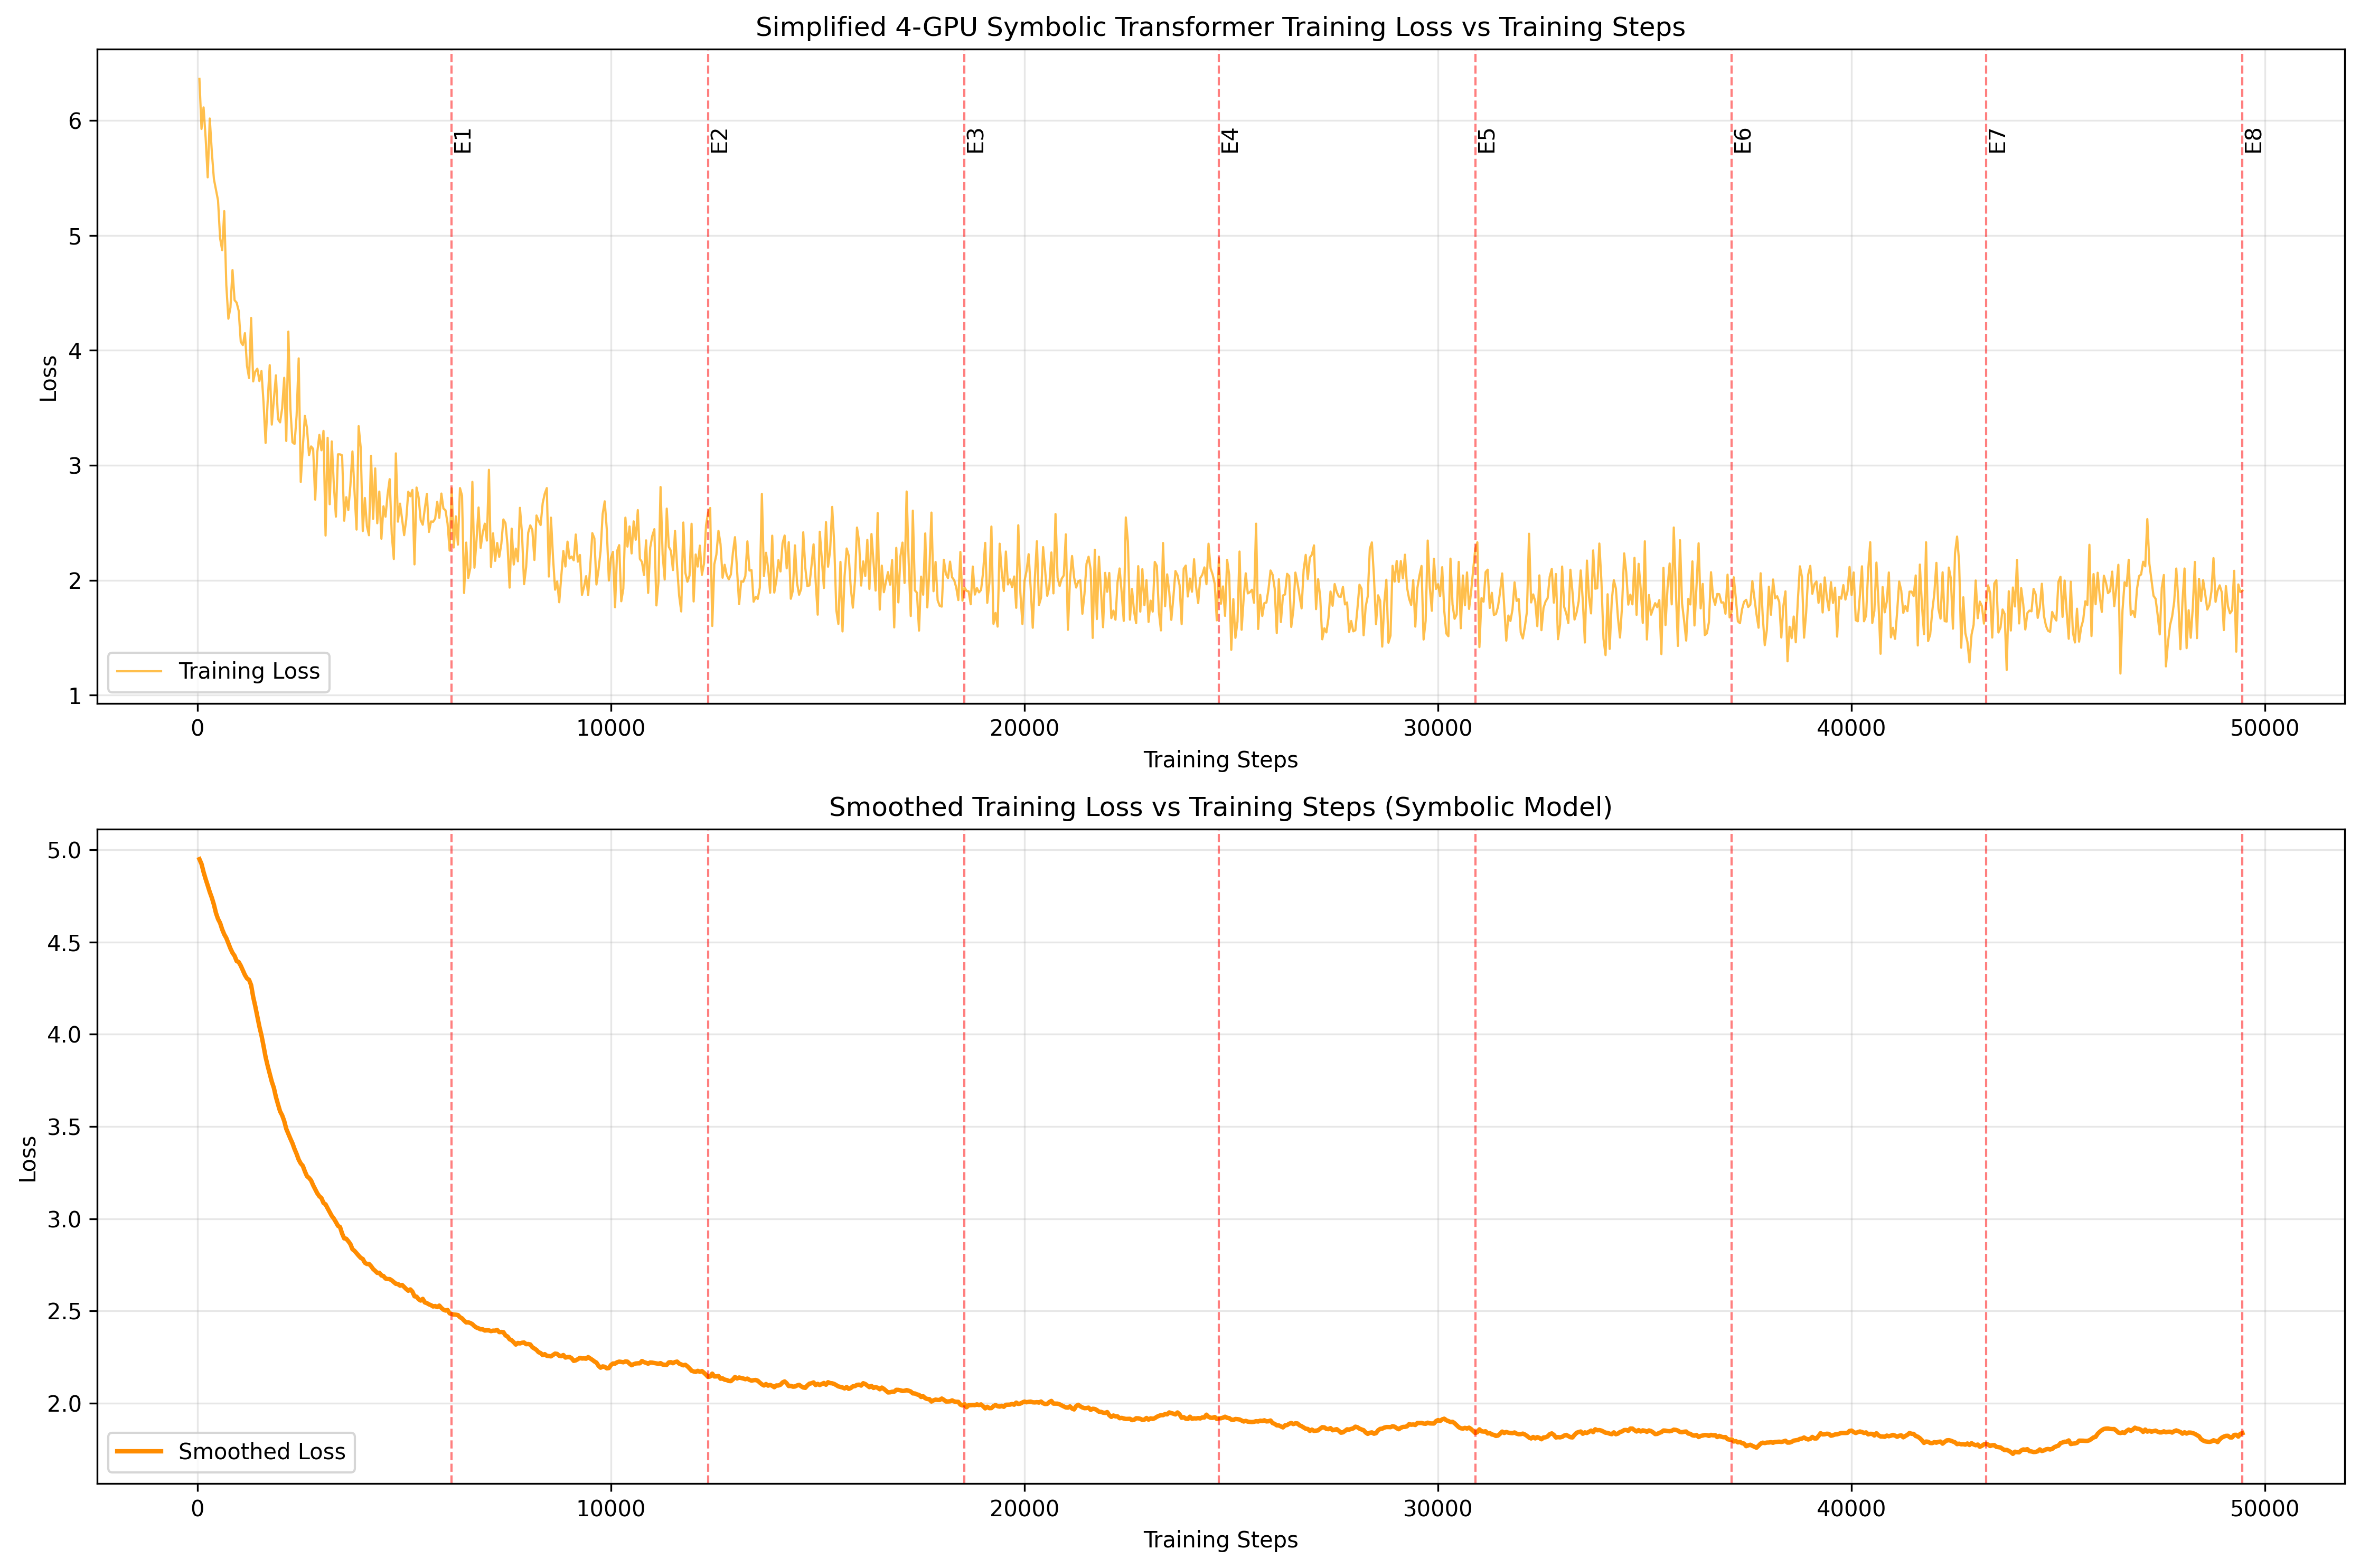 Simplified 4-GPU Symbolic Transformer Training Loss vs Training Steps
Loss
6
5
4
3
2
1
E1
E2
E3
E4
E5
E6
E7
E8
Training Loss
0
10000
20000
30000
40000
50000
Training Steps
Smoothed Training Loss vs Training Steps (Symbolic Model)
Loss
5.0
4.5
4.0
3.5
3.0
2.5
2.0
Smoothed Loss
0
10000
20000
30000
40000
50000
Training Steps